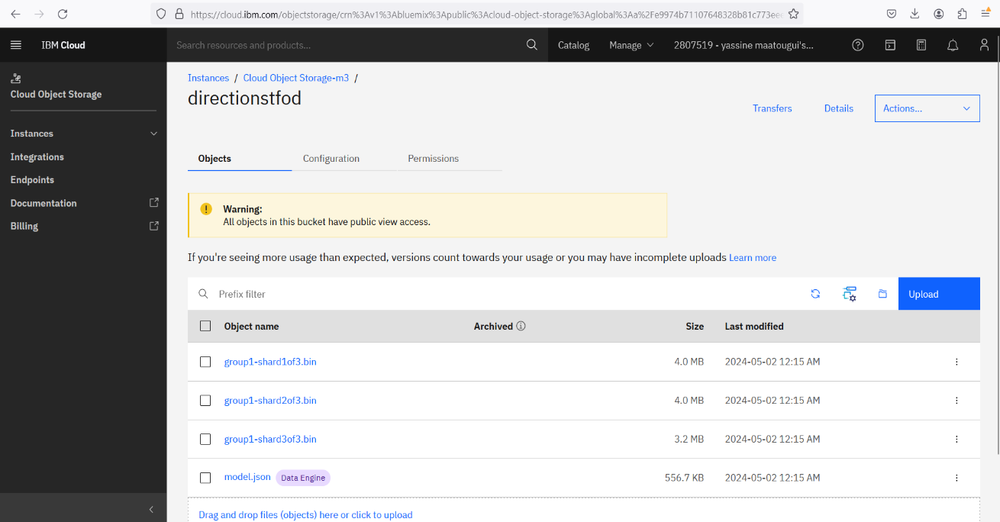 https://cloud.ibm.com/objectstorage/crn%3Av1%3Abluemix%3Apublic%3Acloud-object-storage%3Aglobal%3Aa%2Fe9974b71107648328b81c773eee
IBM Cloud
Search resources and products...
Catalog
Manage
2807519 - yassine maatougui's...
Cloud Object Storage
Instances
Integrations
Endpoints
Documentation
Billing
Instances / Cloud Object Storage-m3 /
directionstfod
Transfers
Details
Actions...
Objects
Configuration
Permissions
Warning:
All objects in this bucket have public view access.
If you're seeing more usage than expected, versions count towards your usage or you may have incomplete uploads Learn more
Prefix filter
Upload
Object name Archived Size Last modified
group1-shard1of3.bin 4.0 MB 2024-05-02 12:15 AM
group1-shard2of3.bin 4.0 MB 2024-05-02 12:15 AM
group1-shard3of3.bin 3.2 MB 2024-05-02 12:15 AM
model.json Data Engine 556.7 KB 2024-05-02 12:15 AM
Drag and drop files (objects) here or click to upload